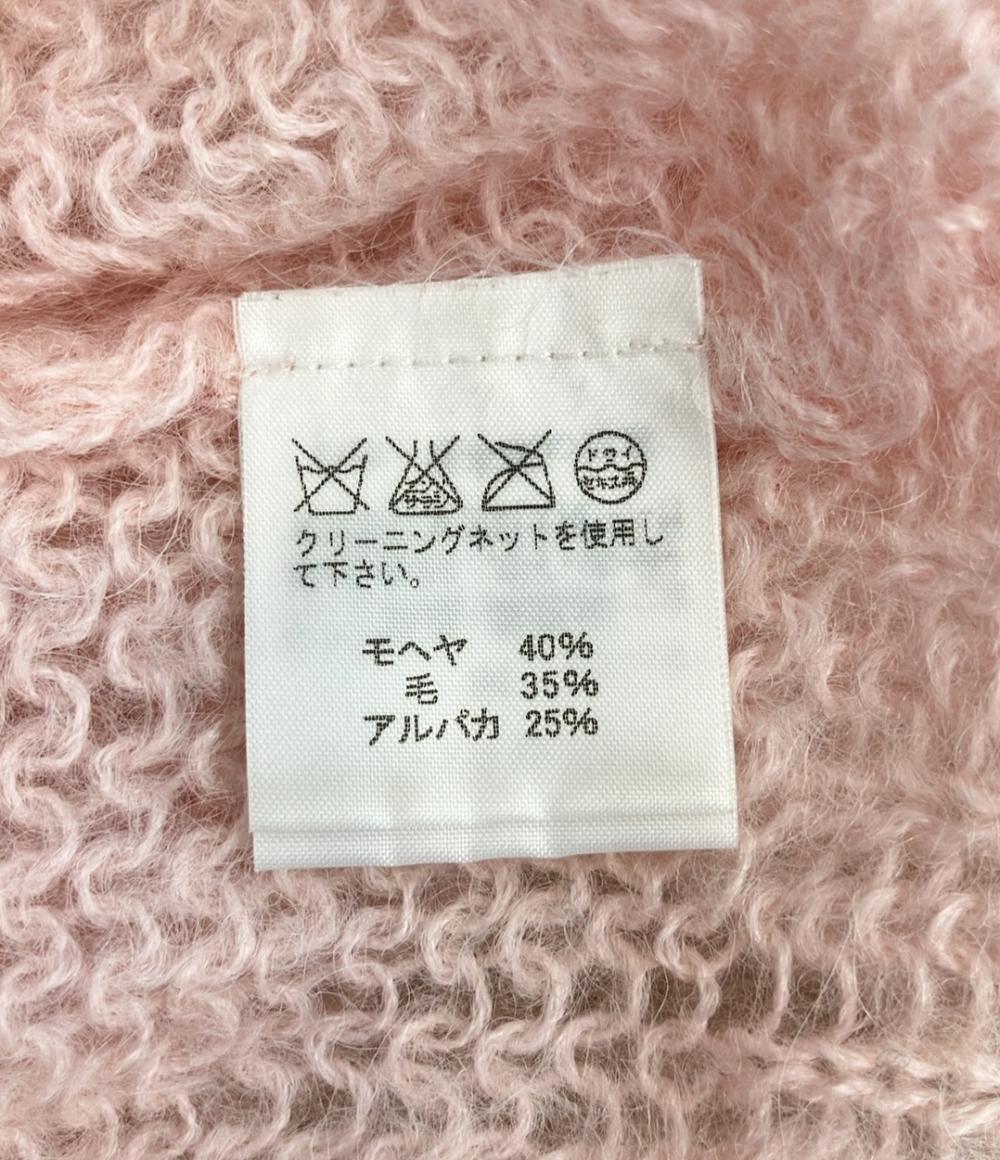 ドライ
セキユ系
クリーニングネットを使用し
て下さい。
モヘヤ 40%
毛 35%
アルパカ 25%